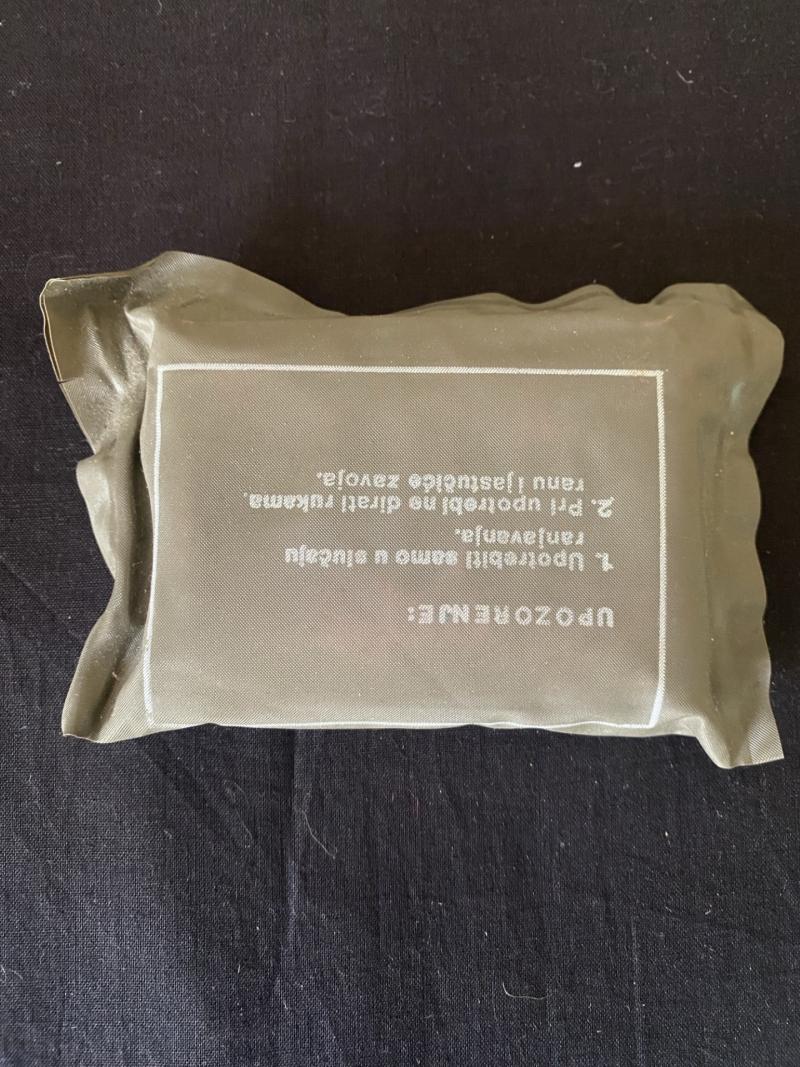 UPOZORENJE:
1. Upotrebiti samo u slučaju
ranjavanja.
2. Pri upotrebi ne dirati rukama,
ranu i jastučiće zavoja.